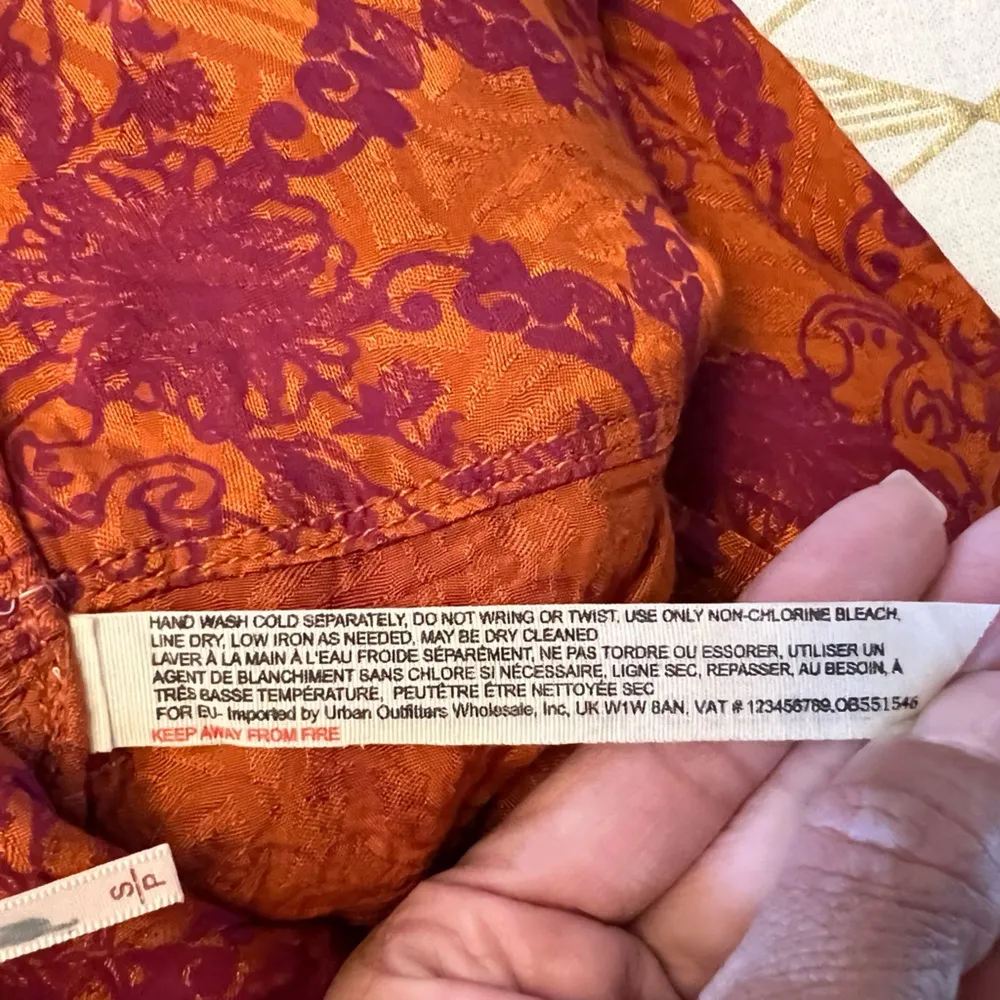 HAND WASH COLD SEPARATELY, DO NOT WRING OR TWIST, USE ONLY NON-CHLORINE BLEACH,
LINE DRY, LOW IRON AS NEEDED, MAY BE DRY CLEANED
LAVER À LA MAIN À L'EAU FROIDE SÉPARÉMENT, NE PAS TORDRE OU ESSORER, UTILISER UN
AGENT DE BLANCHIMENT SANS CHLORE SI NÉCESSAIRE, LIGNE SEC, REPASSER, AU BESOIN, À
TRÈS BASSE TEMPÉRATURE, PEUTÊTRE ÊTRE NETTOYÉE SEC
FOR EU- Imported by Urban Outfitters Wholesale, Inc, UK W1W 8AN, VAT # 123456789.OB551546
KEEP AWAY FROM FIRE
S/P